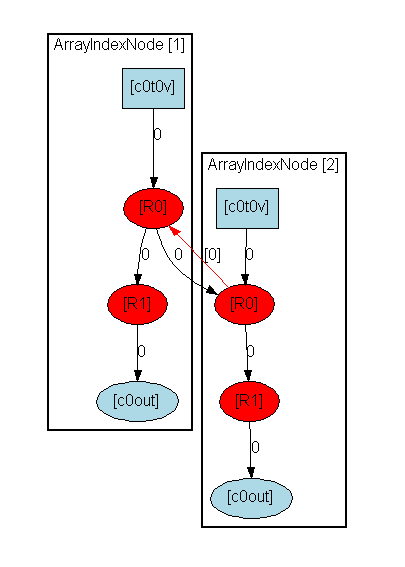 ArrayIndexNode [1]
[c0t0v]
0
[R0]
0
0
[R1]
0
[c0out]
[0]
ArrayIndexNode [2]
[c0t0v]
0
[R0]
0
[R1]
0
[c0out]